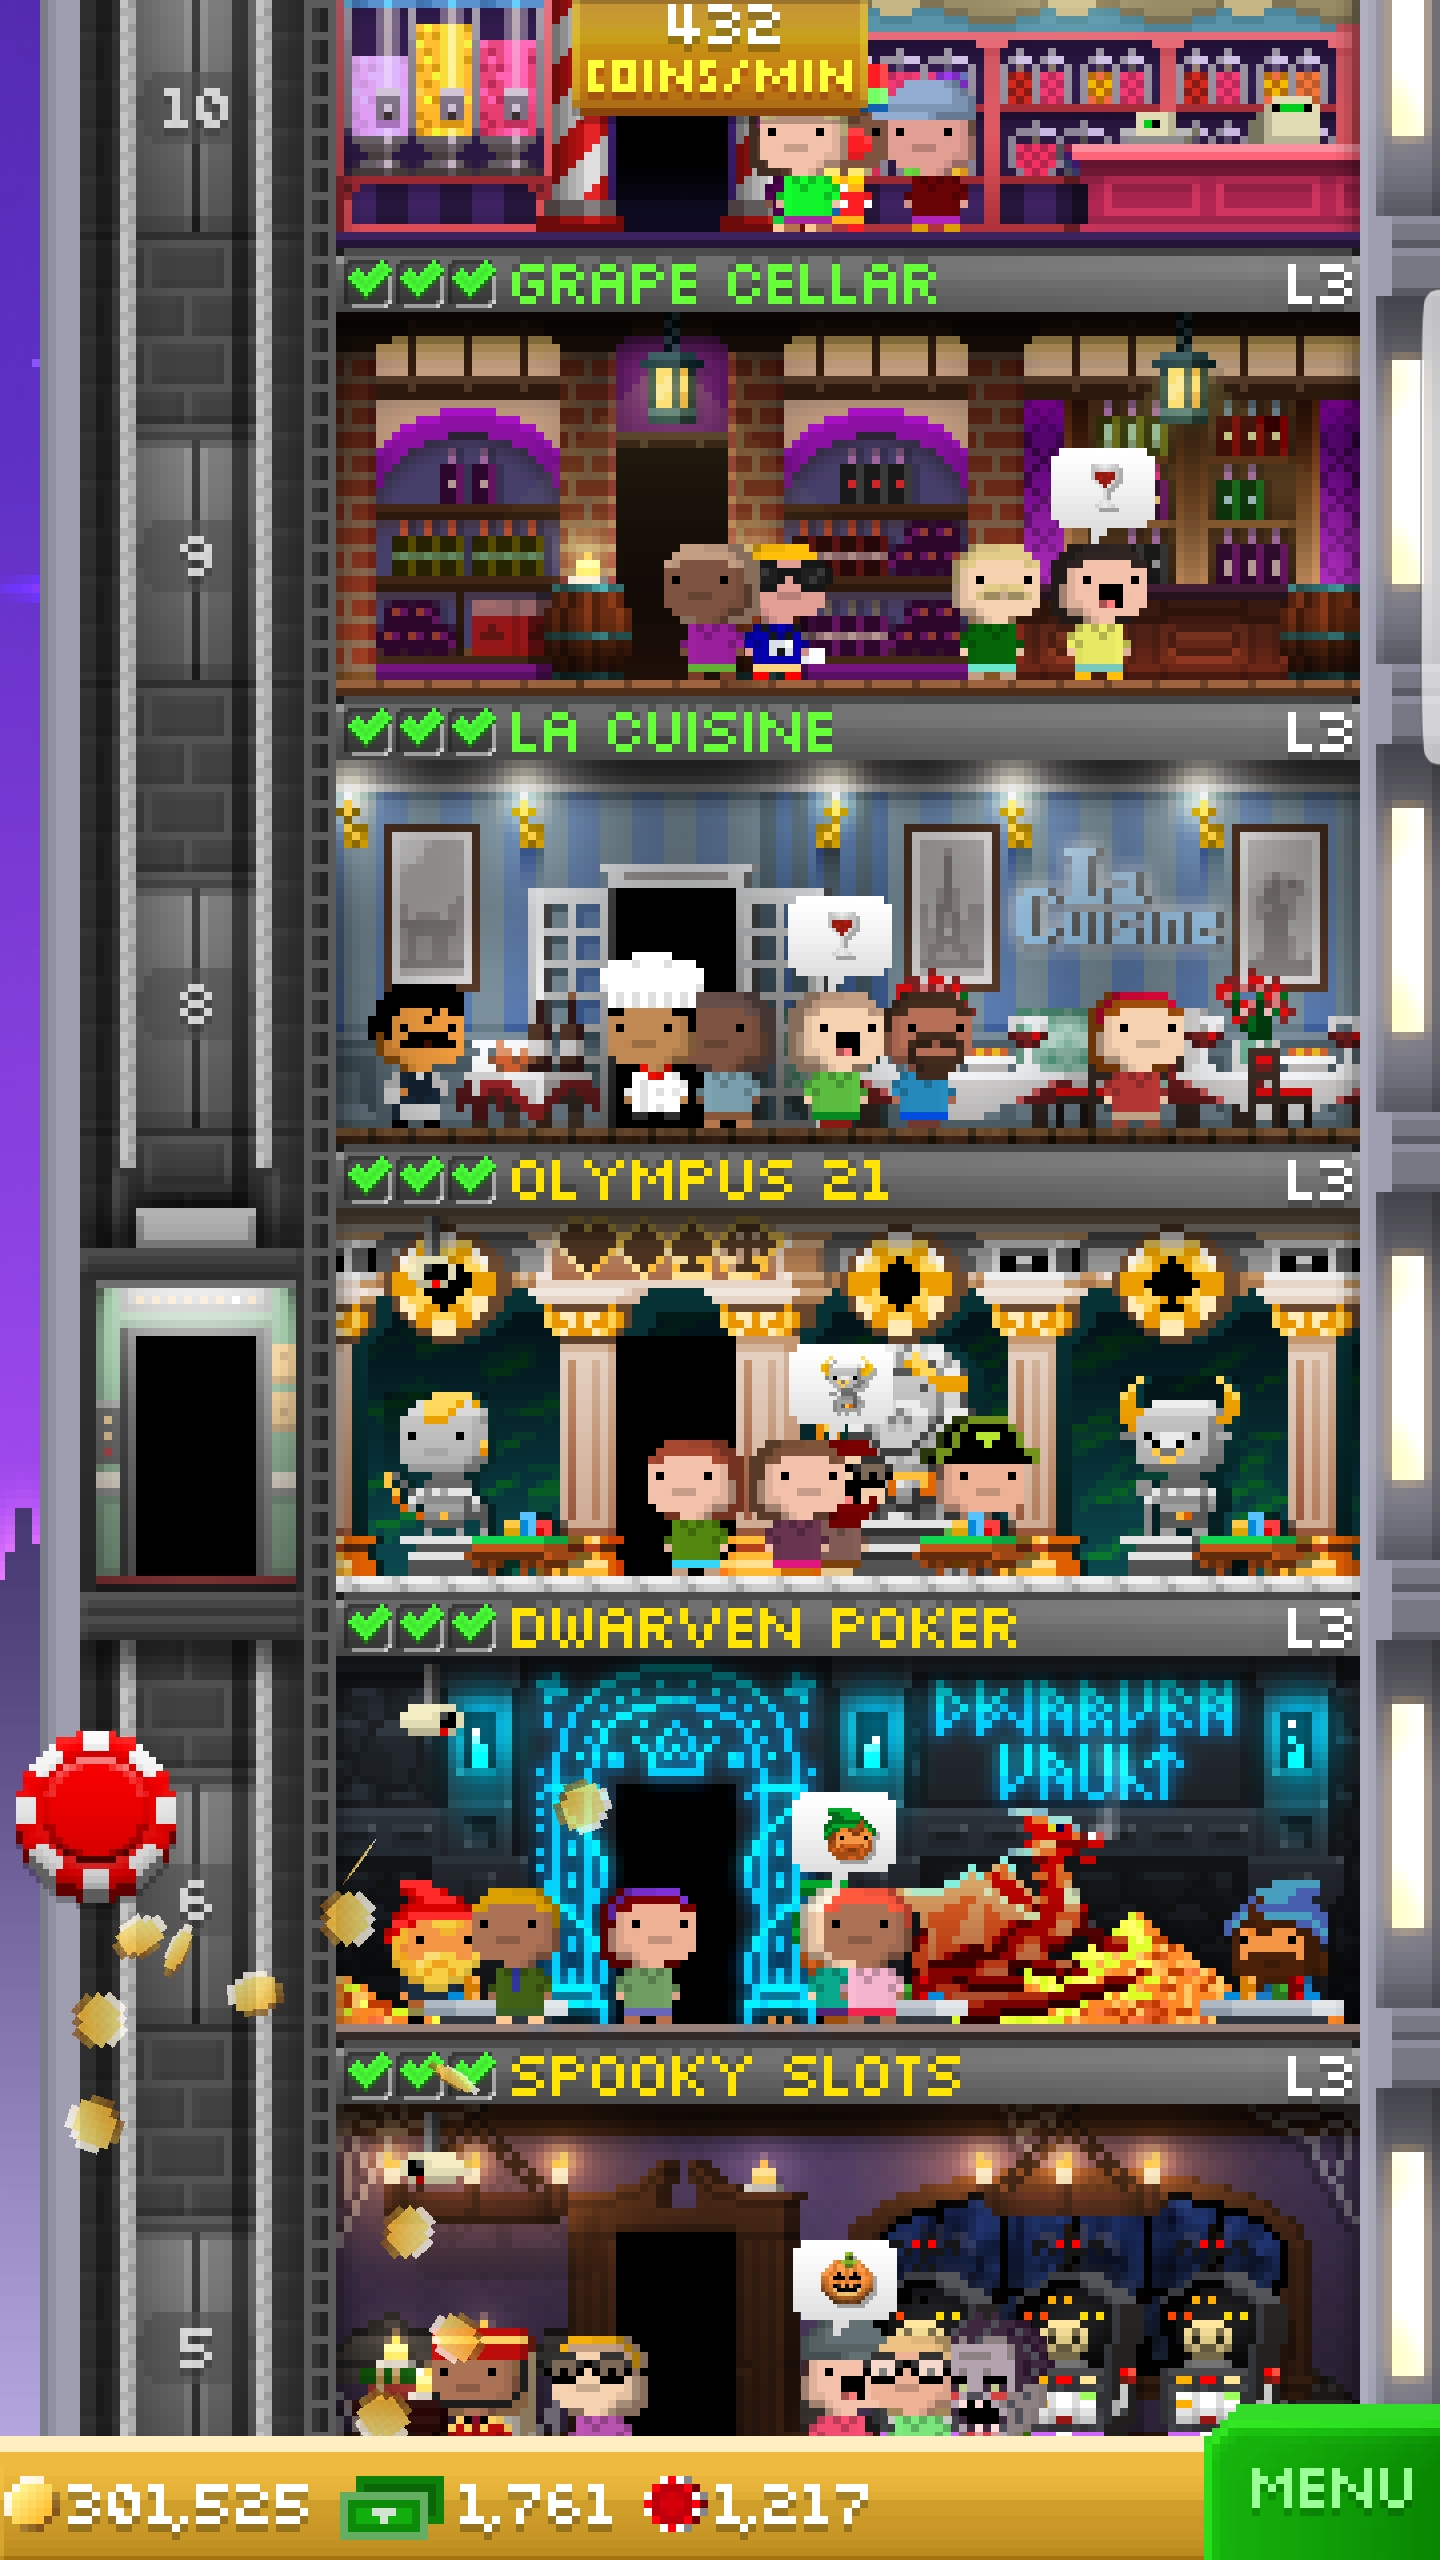 432
COINS/MIN
10
GRAPE CELLAR L3
9
LA CUISINE L3
La
Cuisine
8
OLYMPUS 21 L3
DWARVEN POKER L3
DWARVEN
VAULT
6
SPOOKY SLOTS L3
5
301,525 1,761 1,217
MENU